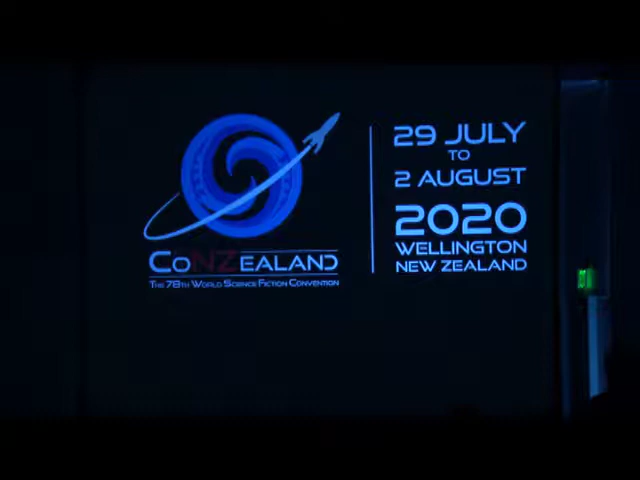 CoNZealand
The 78th World Science Fiction Convention
29 JULY
TO
2 AUGUST
2020
WELLINGTON
NEW ZEALAND